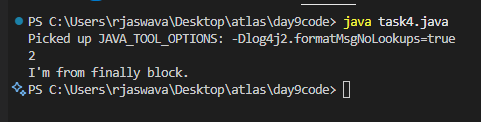 PS C:\Users\rjaswava\Desktop\atlas\day9code> java task4.java
Picked up JAVA_TOOL_OPTIONS: -Dlog4j2.formatMsgNoLookups=true
2
I'm from finally block.
PS C:\Users\rjaswava\Desktop\atlas\day9code>